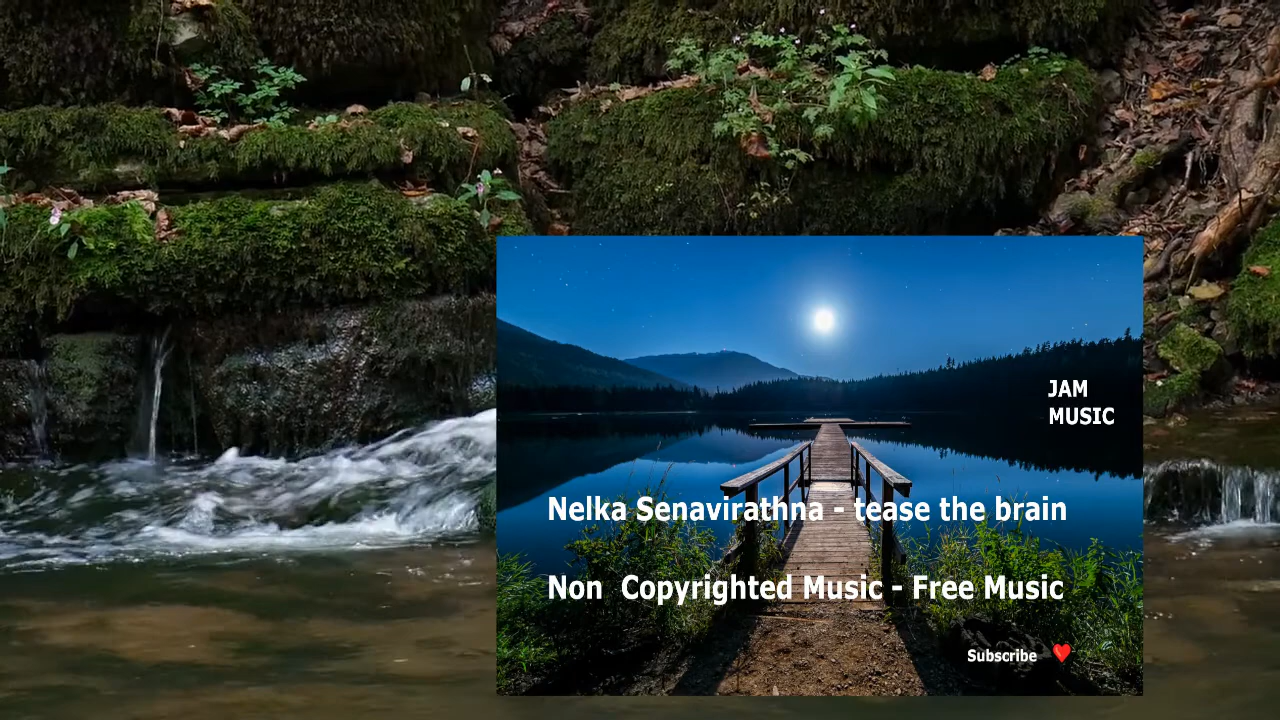 JAM
MUSIC
Nelka Senavirathna - tease the brain
Non  Copyrighted Music - Free Music
Subscribe ❤